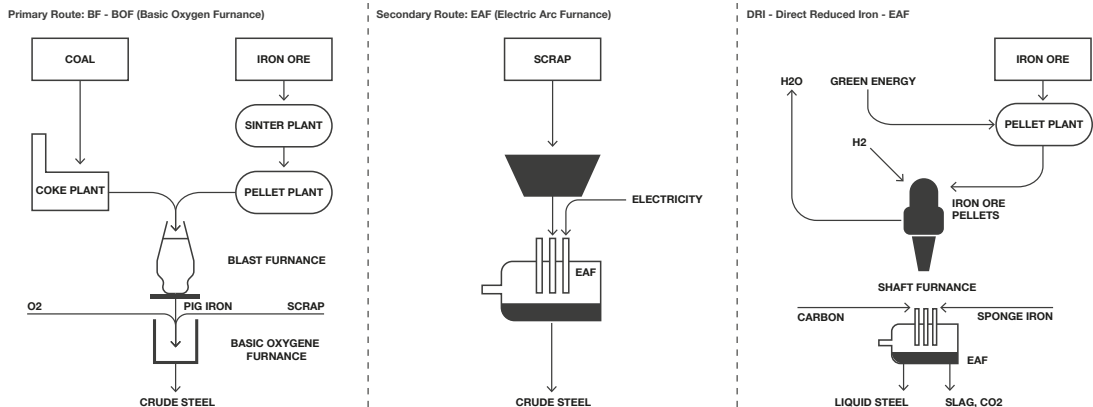 Primary Route: BF - BOF (Basic Oxygen Furnance)
COAL
IRON ORE
SINTER PLANT
COKE PLANT
PELLET PLANT
BLAST FURNANCE
O2
PIG IRON
SCRAP
BASIC OXYGENE
FURNANCE
CRUDE STEEL
Secondary Route: EAF (Electric Arc Furnance)
SCRAP
ELECTRICITY
EAF
CRUDE STEEL
DRI - Direct Reduced Iron - EAF
IRON ORE
H2O
GREEN ENERGY
PELLET PLANT
H2
IRON ORE
PELLETS
SHAFT FURNANCE
CARBON
SPONGE IRON
EAF
LIQUID STEEL
SLAG, CO2